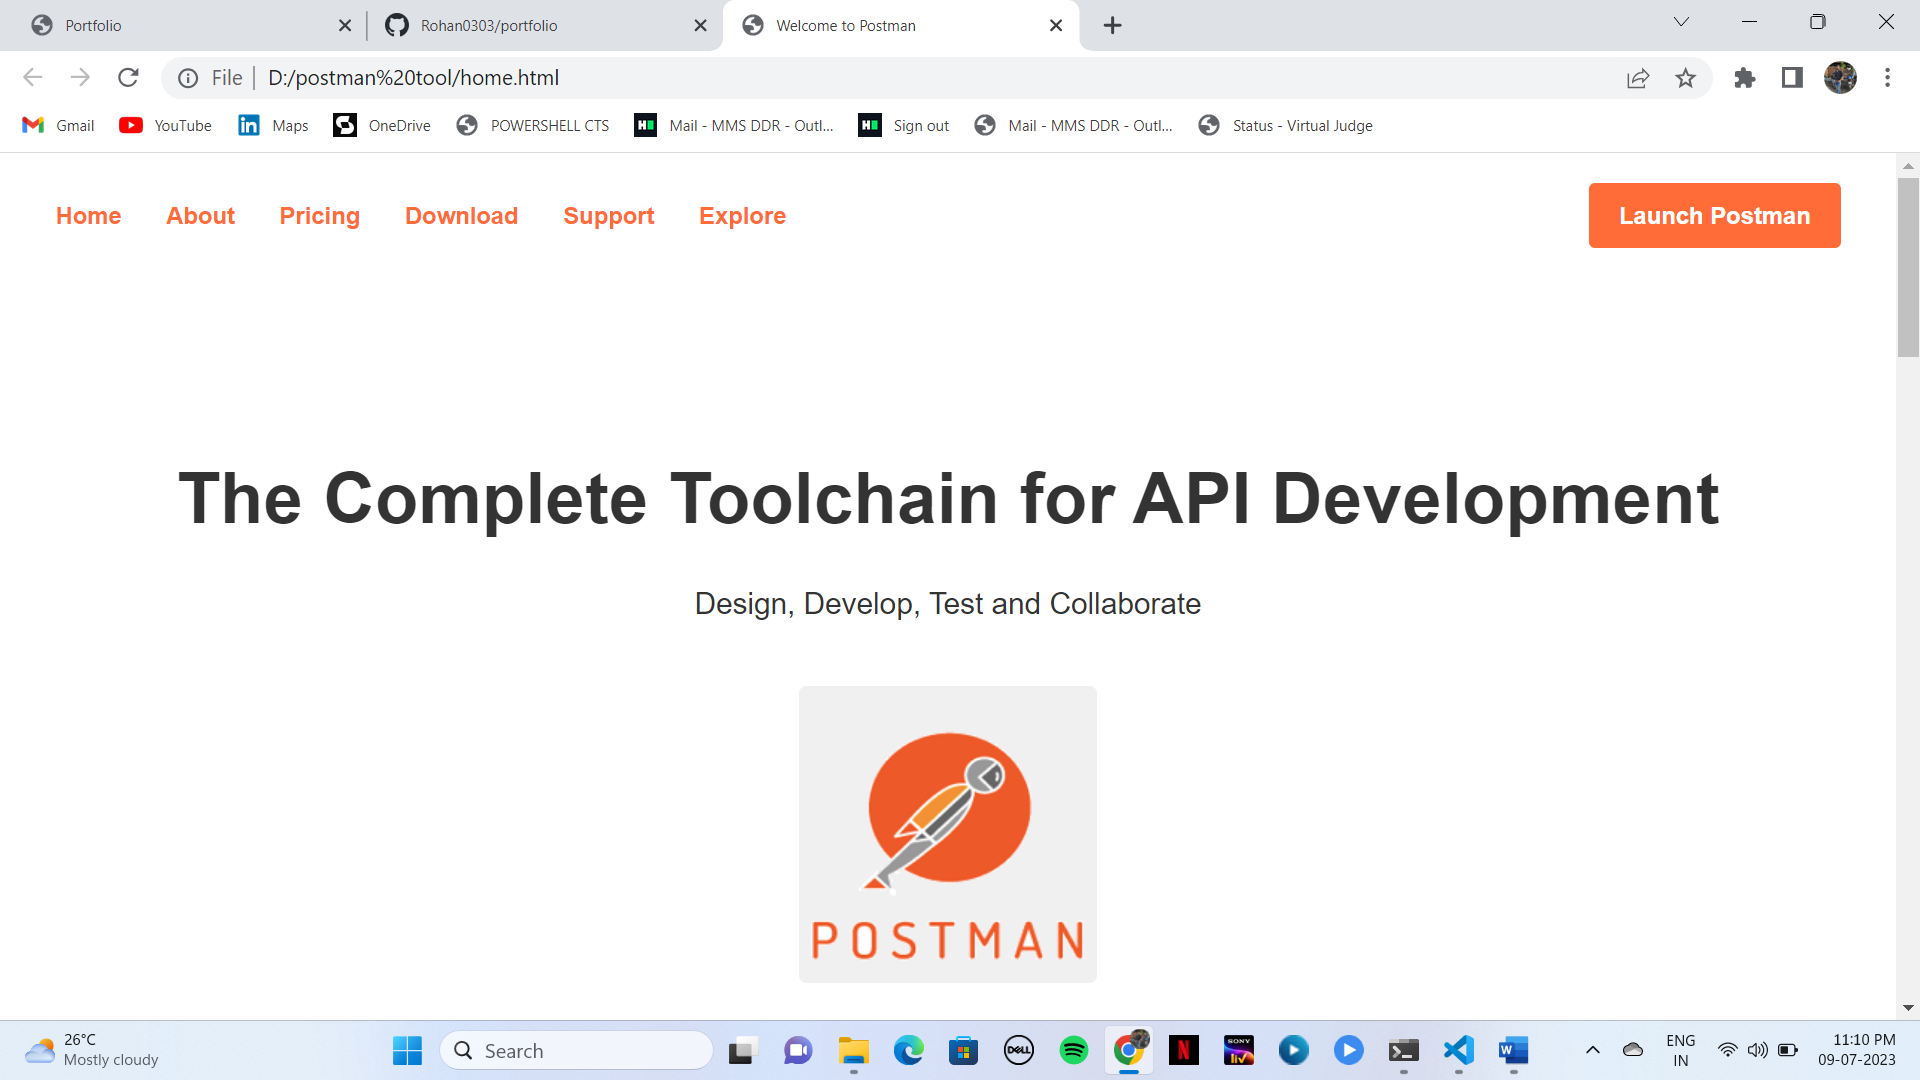 Portfolio
Rohan0303/portfolio
Welcome to Postman
File
D:/postman%20tool/home.html
Gmail
YouTube
Maps
OneDrive
POWERSHELL CTS
Mail - MMS DDR - Outl...
Sign out
Mail - MMS DDR - Outl...
Status - Virtual Judge
Home
About
Pricing
Download
Support
Explore
Launch Postman
The Complete Toolchain for API Development
Design, Develop, Test and Collaborate
POSTMAN
26°C
Mostly cloudy
Search
DELL
SONY
liv
ENG
IN
11:10 PM
09-07-2023